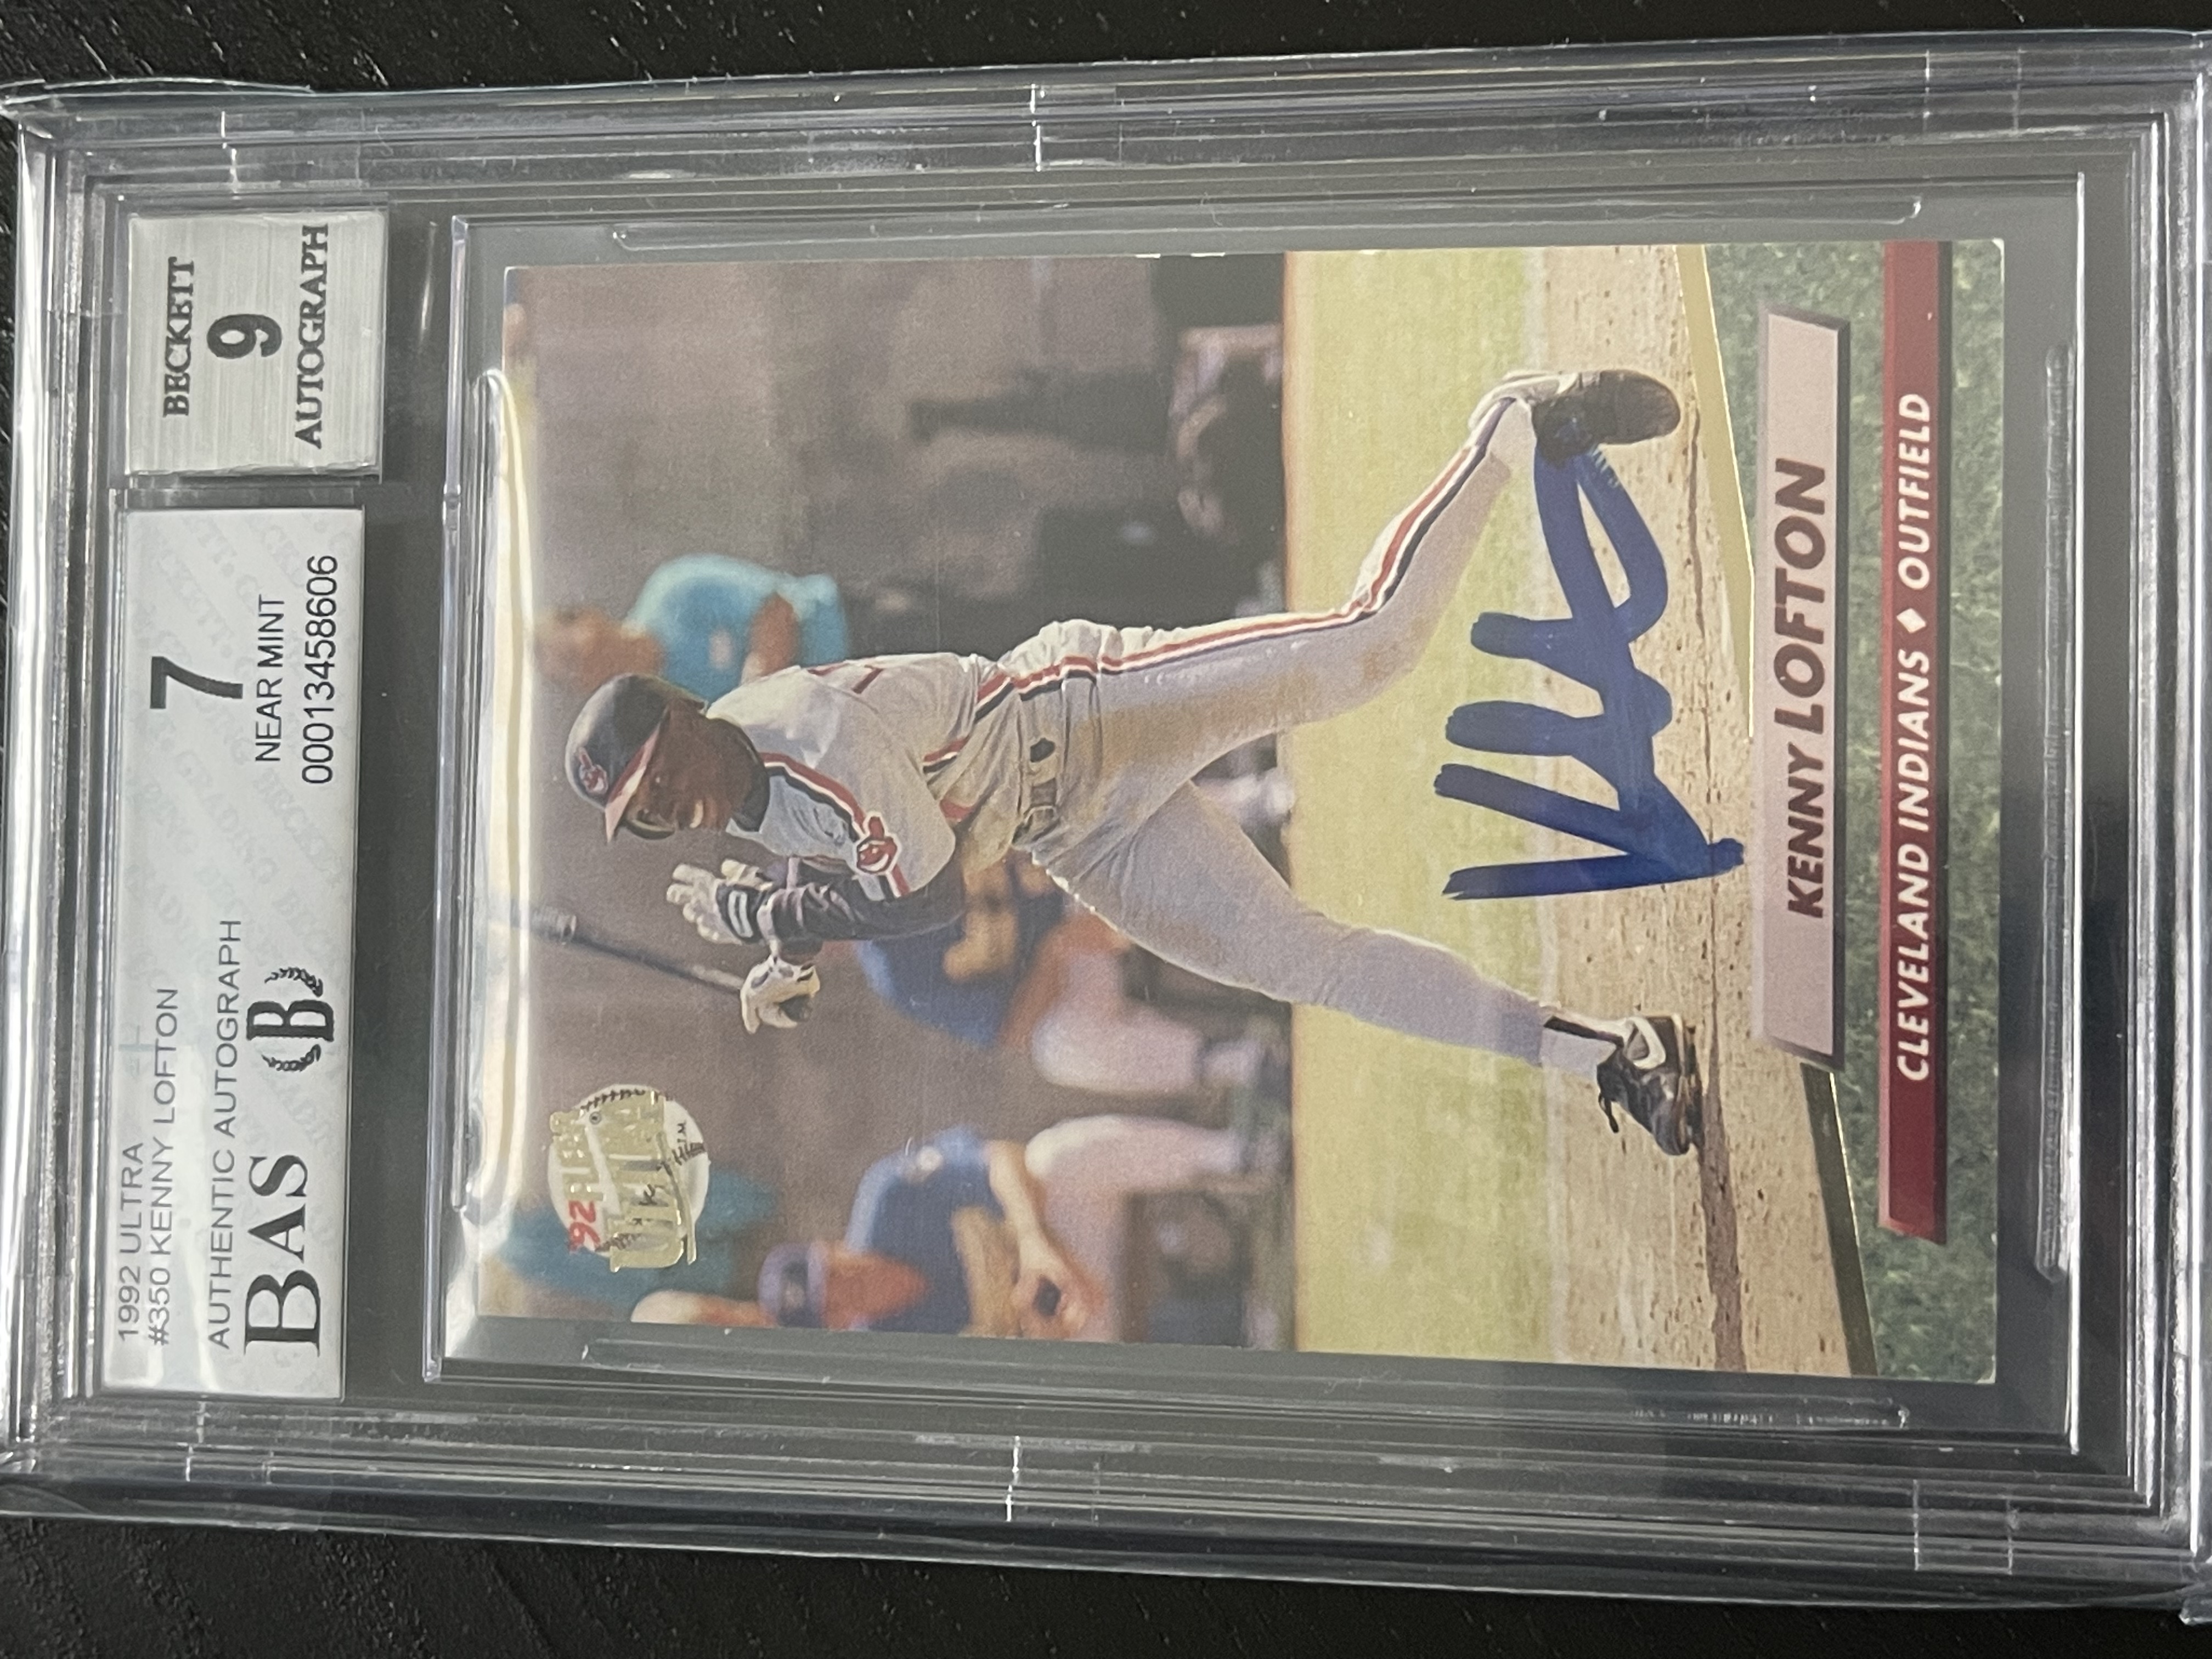 1992 ULTRA
#350 KENNY LOFTON
AUTHENTIC AUTOGRAPH
BAS B
7
NEAR MINT
00013458606
BECKETT
9
AUTOGRAPH
'92 FLEER
ULTRA®
T.M.
KENNY LOFTON
CLEVELAND INDIANS ♦ OUTFIELD